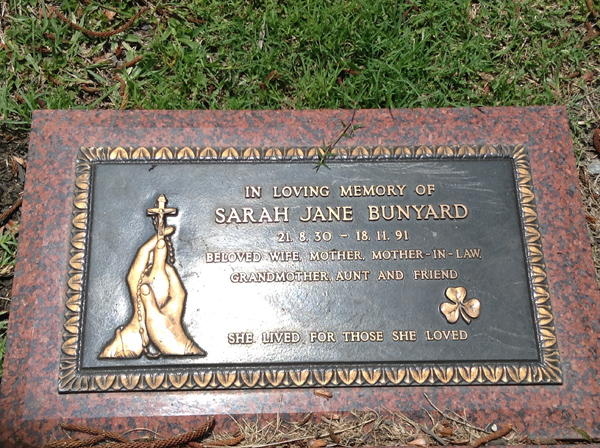 IN LOVING MEMORY OF
SARAH JANE BUNYARD
21. 8. 30 - 18. 11. 91
BELOVED WIFE, MOTHER, MOTHER-IN-LAW,
GRANDMOTHER, AUNT AND FRIEND
SHE LIVED FOR THOSE SHE LOVED